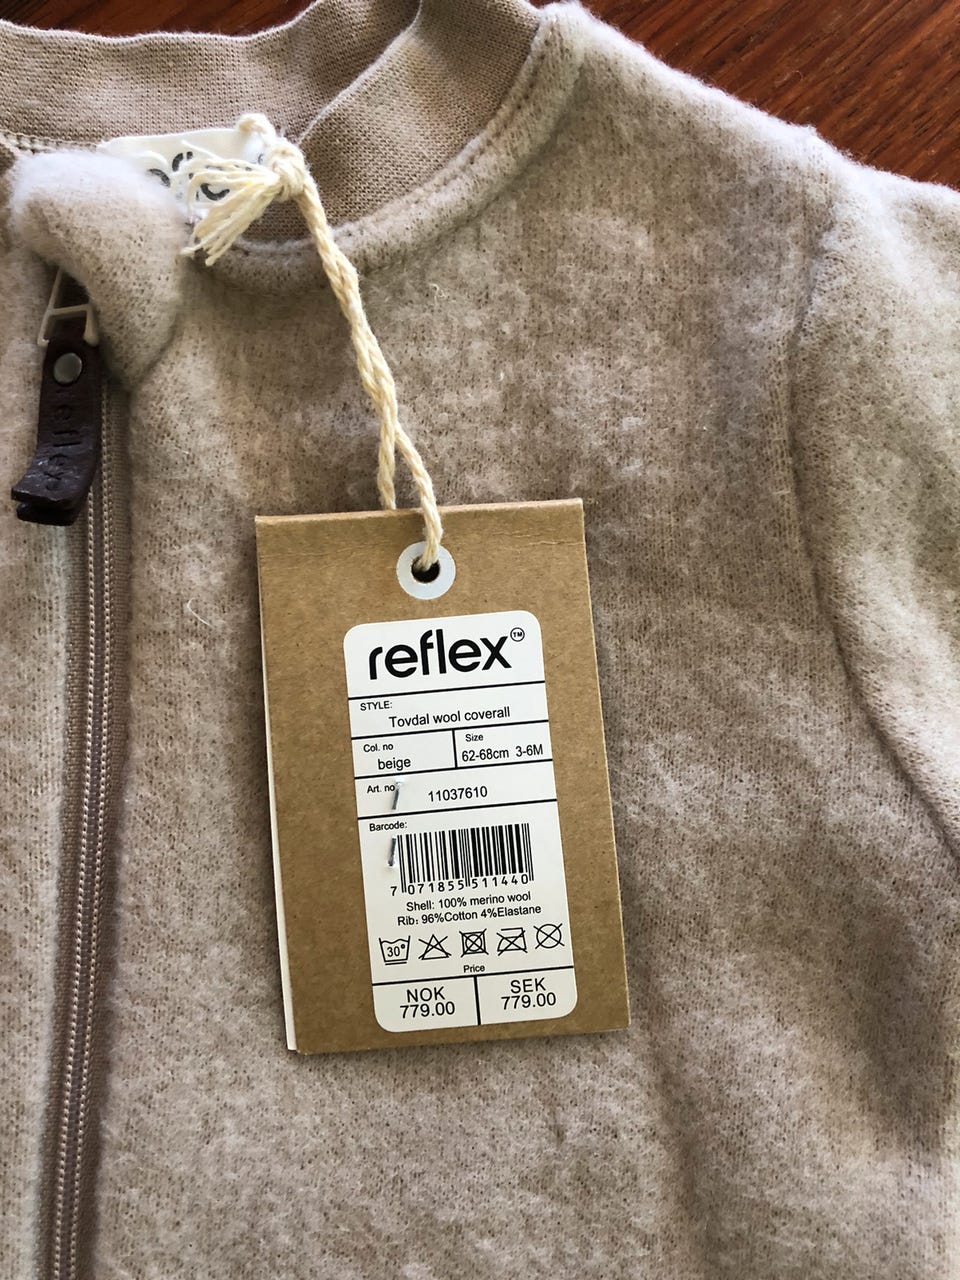 reflex
reflex™
STYLE:
Tovdal wool coverall
Col. no
beige
Size
62-68cm 3-6M
Art. no
11037610
Barcode:
7 071855 511440
Shell: 100% merino wool
Rib: 96%Cotton 4%Elastane
30°
Price
NOK
779.00
SEK
779.00